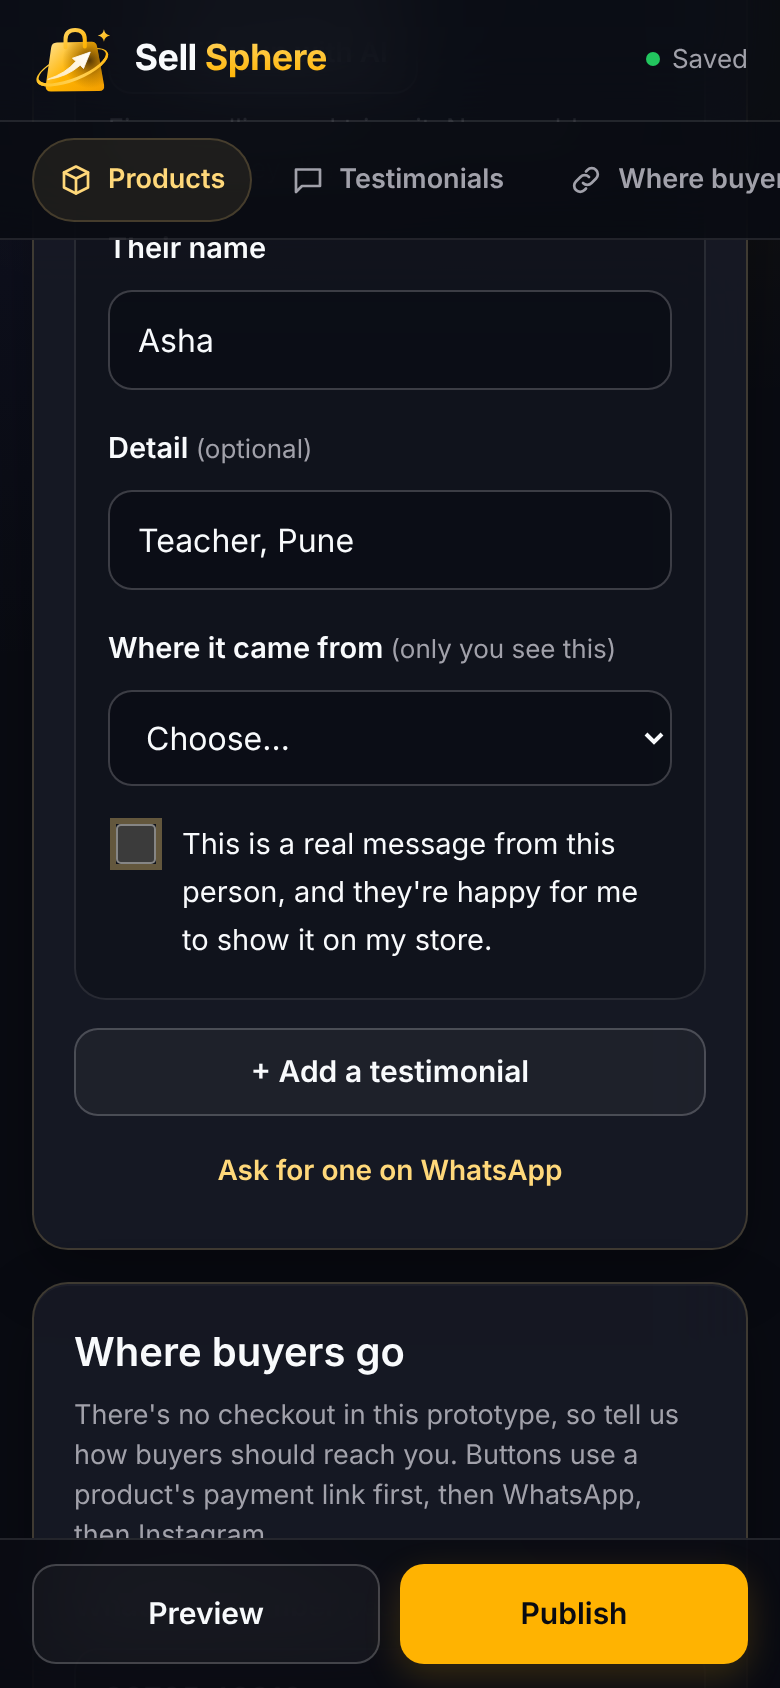 Sell Sphere
Saved
Products
Testimonials
Where buyer
Their name
Asha
Detail (optional)
Teacher, Pune
Where it came from (only you see this)
Choose...
This is a real message from this
person, and they're happy for me
to show it on my store.
+ Add a testimonial
Ask for one on WhatsApp
Where buyers go
There's no checkout in this prototype, so tell us
how buyers should reach you. Buttons use a
product's payment link first, then WhatsApp,
then Instagram
Preview
Publish